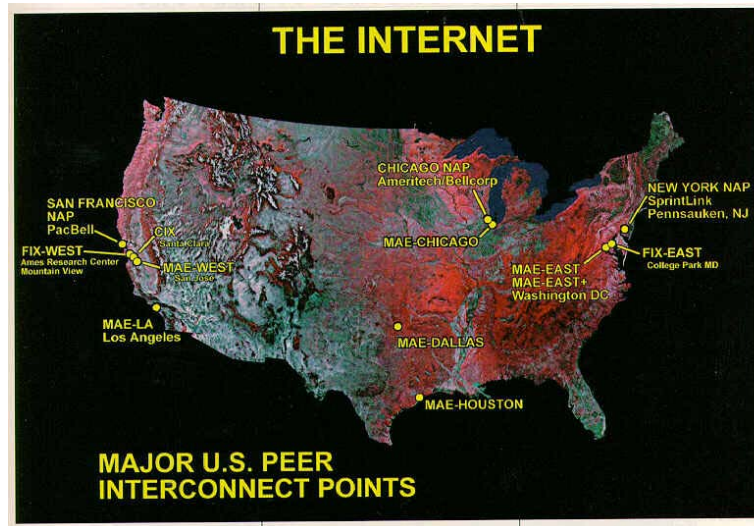 THE INTERNET
CHICAGO NAP
Ameritech/Bellcorp
MAE-CHICAGO
NEW YORK NAP
SprintLink
Pennsauken, NJ
SAN FRANCISCO
NAP
PacBell
CIX
Santa Clara
FIX-WEST
Ames Research Center
Mountain View
MAE-WEST
San Jose
MAE-EAST
MAE-EAST+
Washington DC
FIX-EAST
College Park MD
MAE-LA
Los Angeles
MAE-DALLAS
MAE-HOUSTON
MAJOR U.S. PEER
INTERCONNECT POINTS